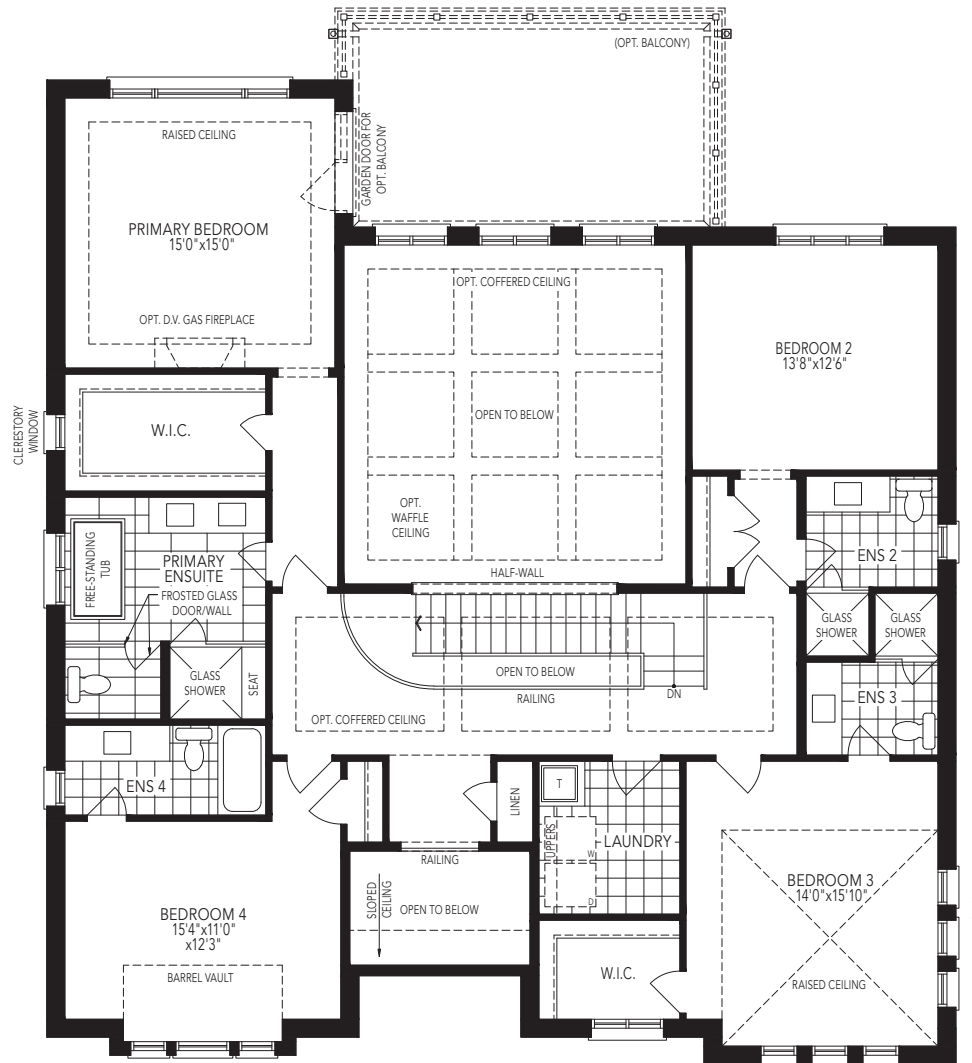 (OPT. BALCONY)
RAISED CEILING
GARDEN DOOR FOR
OPT. BALCONY
PRIMARY BEDROOM
15'0"x15'0"
OPT. D.V. GAS FIREPLACE
OPT. COFFERED CEILING
OPEN TO BELOW
OPT.
WAFFLE
CEILING
HALF-WALL
BEDROOM 2
13'8"x12'6"
CLERESTORY
WINDOW
W.I.C.
FREE-STANDING
TUB
PRIMARY
ENSUITE
FROSTED GLASS
DOOR/WALL
GLASS
SHOWER
SEAT
ENS 2
GLASS
SHOWER
GLASS
SHOWER
OPEN TO BELOW
RAILING
DN
OPT. COFFERED CEILING
ENS 3
ENS 4
LINEN
T
UPPERS
W
D
LAUNDRY
RAILING
SLOPED
CEILING
OPEN TO BELOW
BEDROOM 4
15'4"x11'0"
x12'3"
BARREL VAULT
W.I.C.
BEDROOM 3
14'0"x15'10"
RAISED CEILING